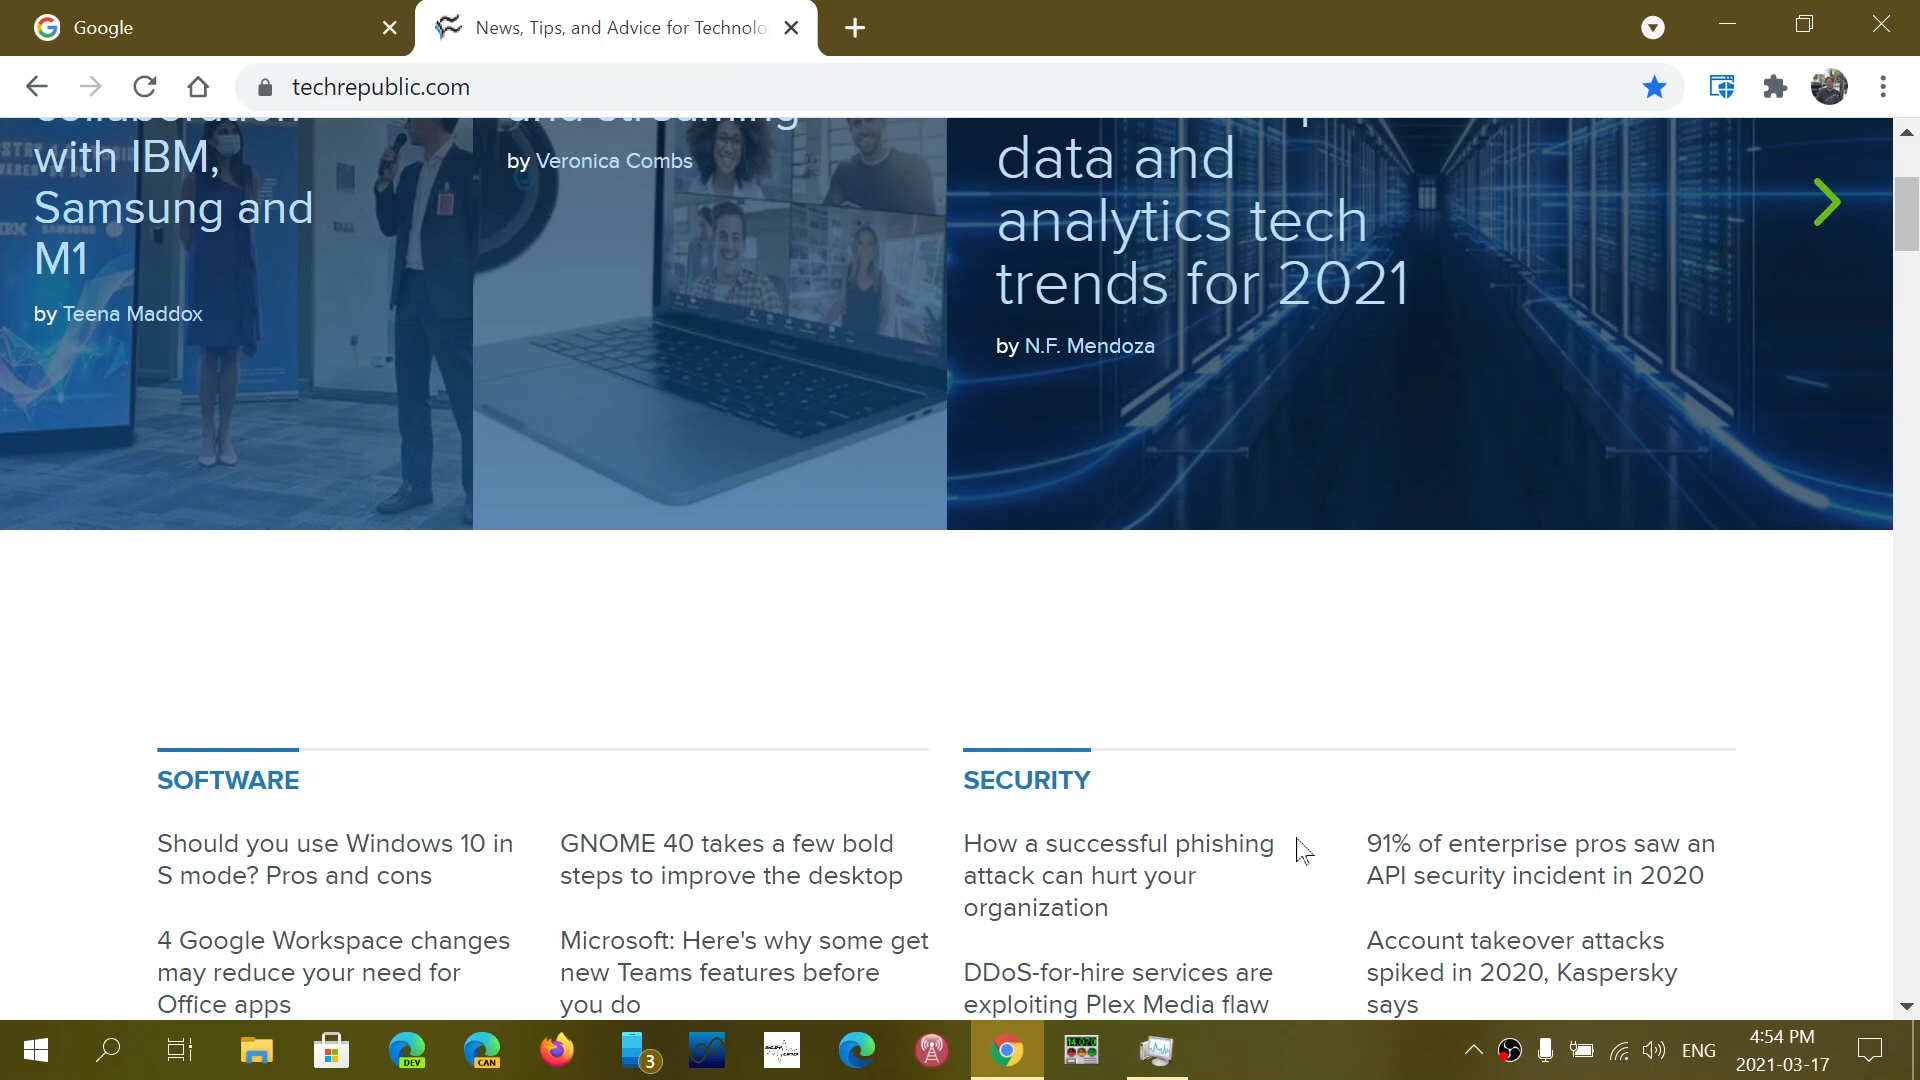 Google
News, Tips, and Advice for Technolo
techrepublic.com
collaboration
with IBM,
Samsung and
M1
by Teena Maddox
and streaming
by Veronica Combs
data and
analytics tech
trends for 2021
by N.F. Mendoza
SOFTWARE
Should you use Windows 10 in
S mode? Pros and cons
4 Google Workspace changes
may reduce your need for
Office apps
GNOME 40 takes a few bold
steps to improve the desktop
Microsoft: Here's why some get
new Teams features before
you do
SECURITY
How a successful phishing
attack can hurt your
organization
DDoS-for-hire services are
exploiting Plex Media flaw
91% of enterprise pros saw an
API security incident in 2020
Account takeover attacks
spiked in 2020, Kaspersky
says
DEV
CAN
3
ENG
4:54 PM
2021-03-17